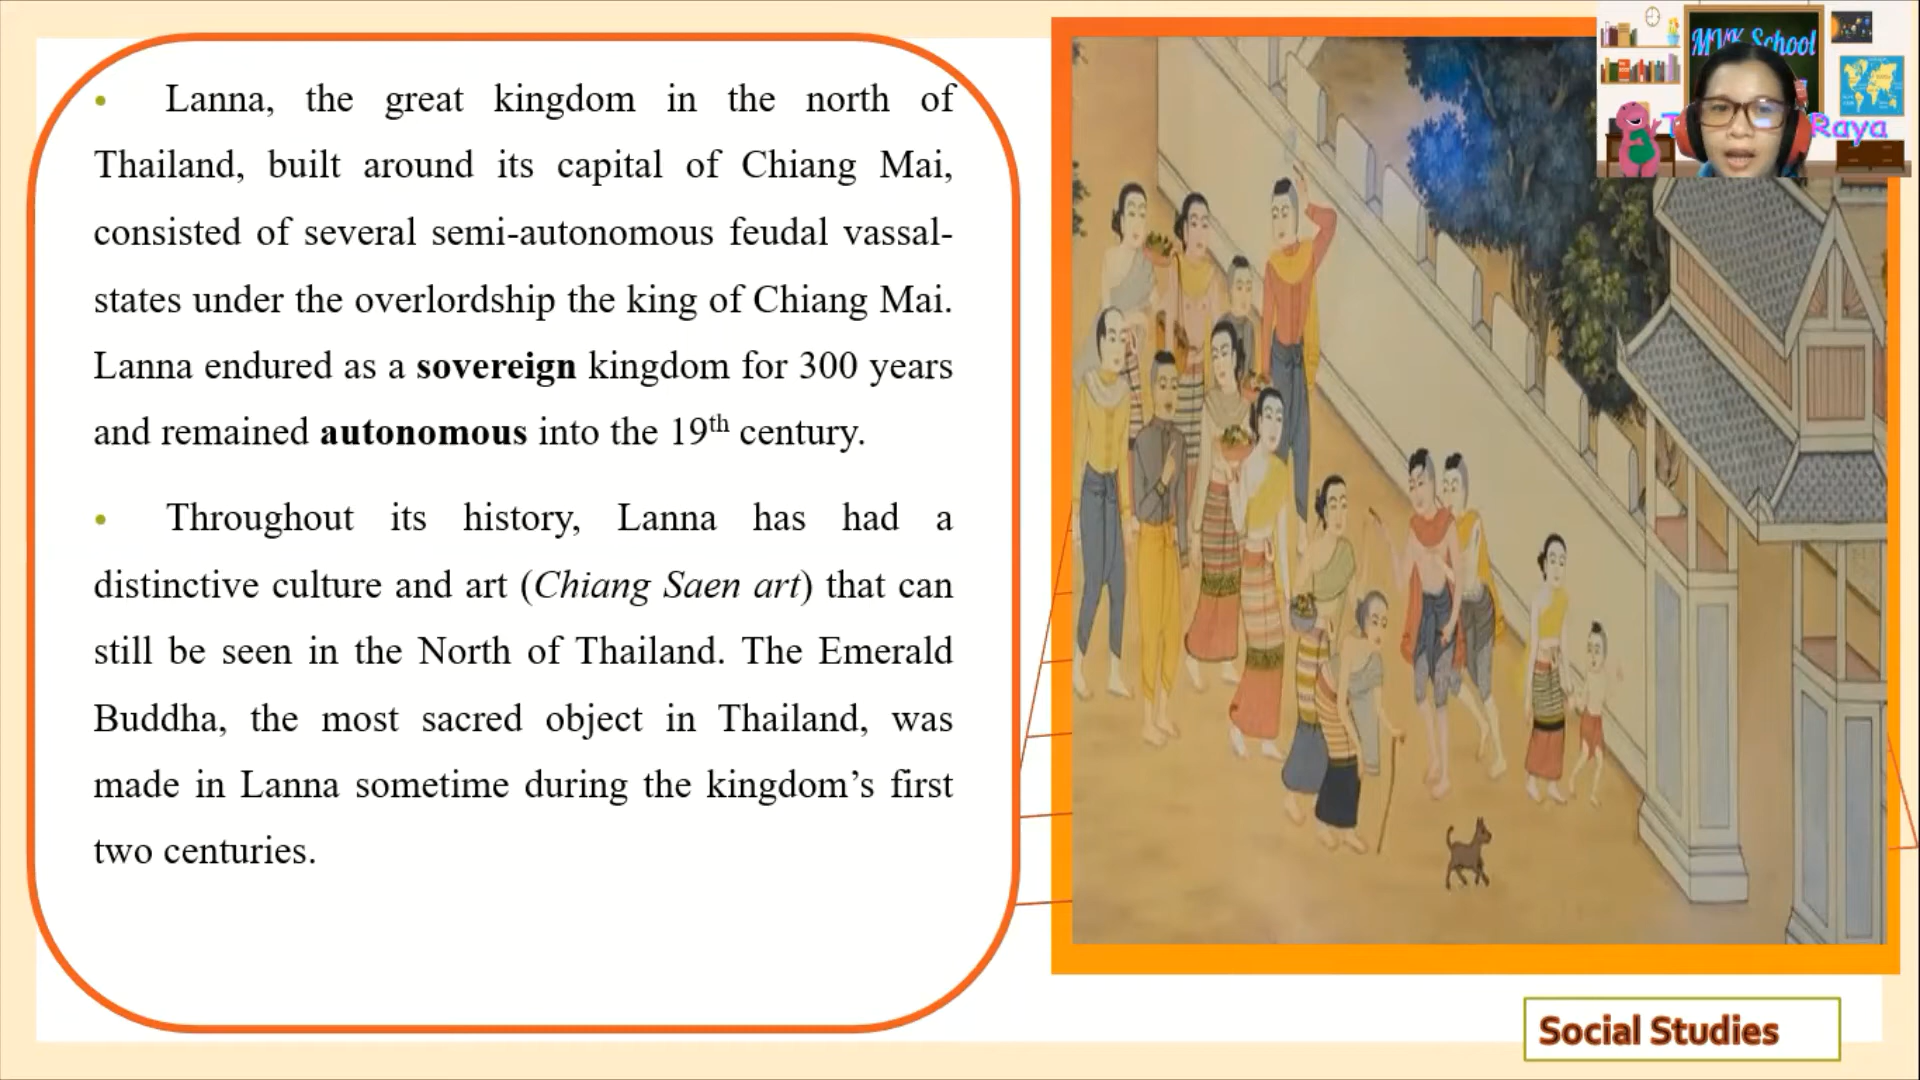 • Lanna, the great kingdom in the north of
Thailand, built around its capital of Chiang Mai,
consisted of several semi-autonomous feudal vassal-
states under the overlordship the king of Chiang Mai.
Lanna endured as a sovereign kingdom for 300 years
and remained autonomous into the 19th century.
• Throughout its history, Lanna has had a
distinctive culture and art (Chiang Saen art) that can
still be seen in the North of Thailand. The Emerald
Buddha, the most sacred object in Thailand, was
made in Lanna sometime during the kingdom’s first
two centuries.
MVK School
Raya
Social Studies